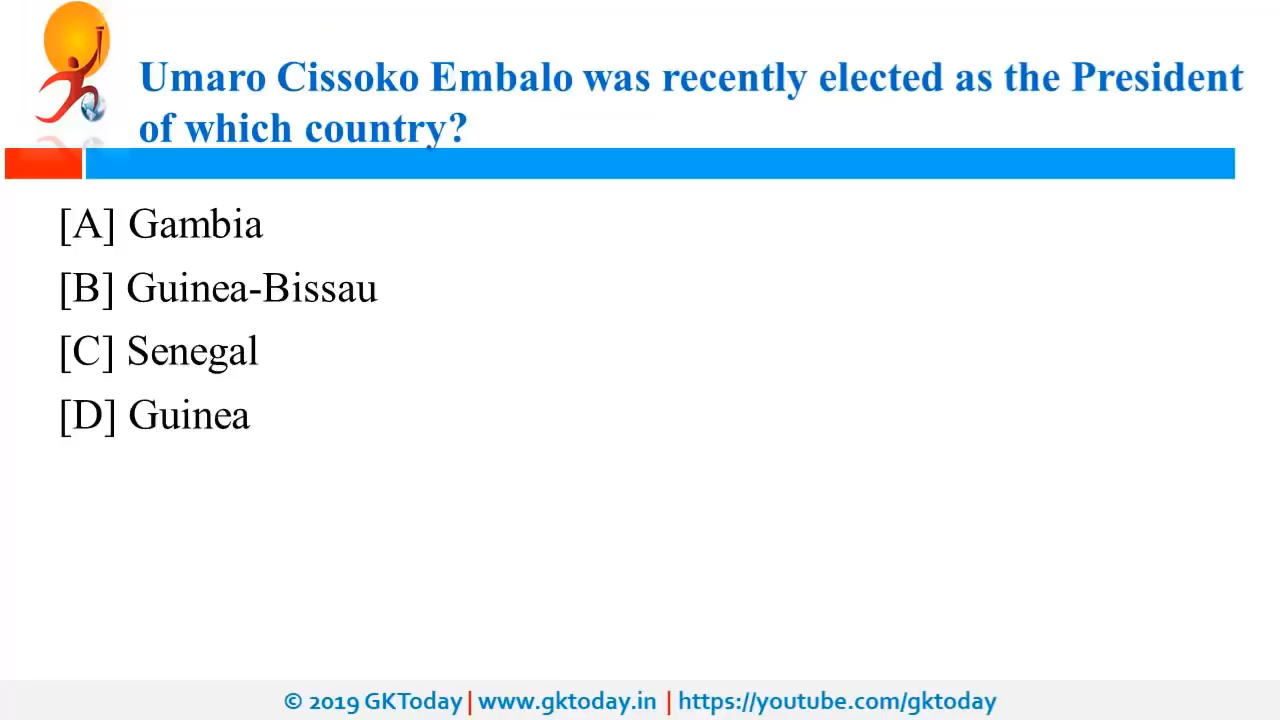 Umaro Cissoko Embalo was recently elected as the President
of which country?
[A] Gambia
[B] Guinea-Bissau
[C] Senegal
[D] Guinea
© 2019 GKToday | www.gktoday.in | https://youtube.com/gktoday